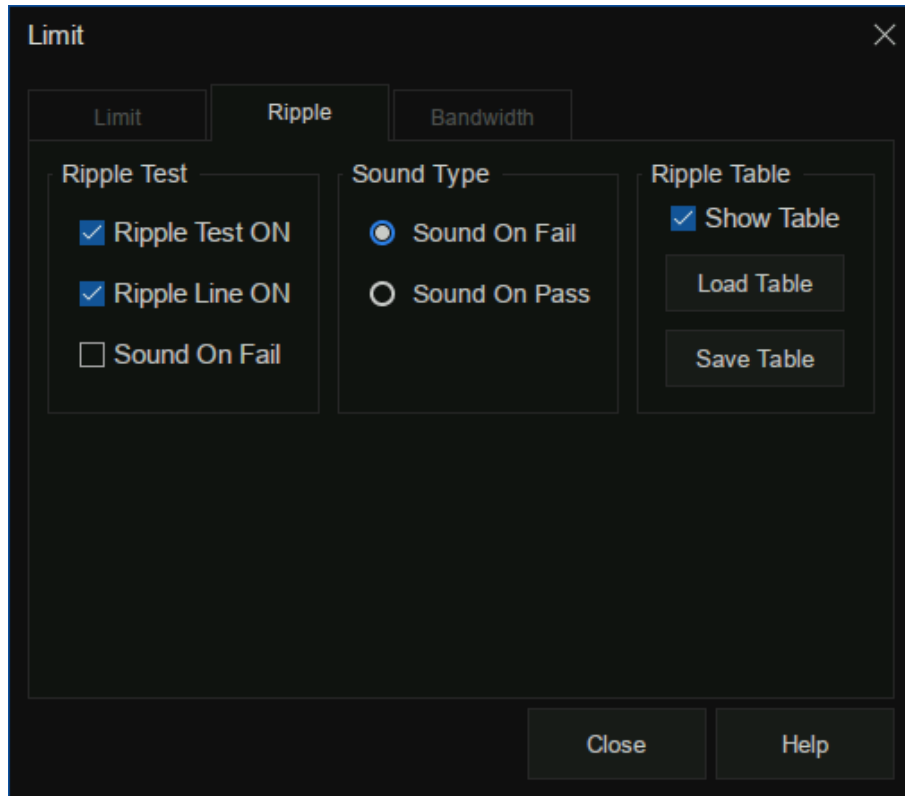 Limit
Limit
Ripple
Bandwidth
Ripple Test
Ripple Test ON
Ripple Line ON
Sound On Fail
Sound Type
Sound On Fail
Sound On Pass
Ripple Table
Show Table
Load Table
Save Table
Close
Help